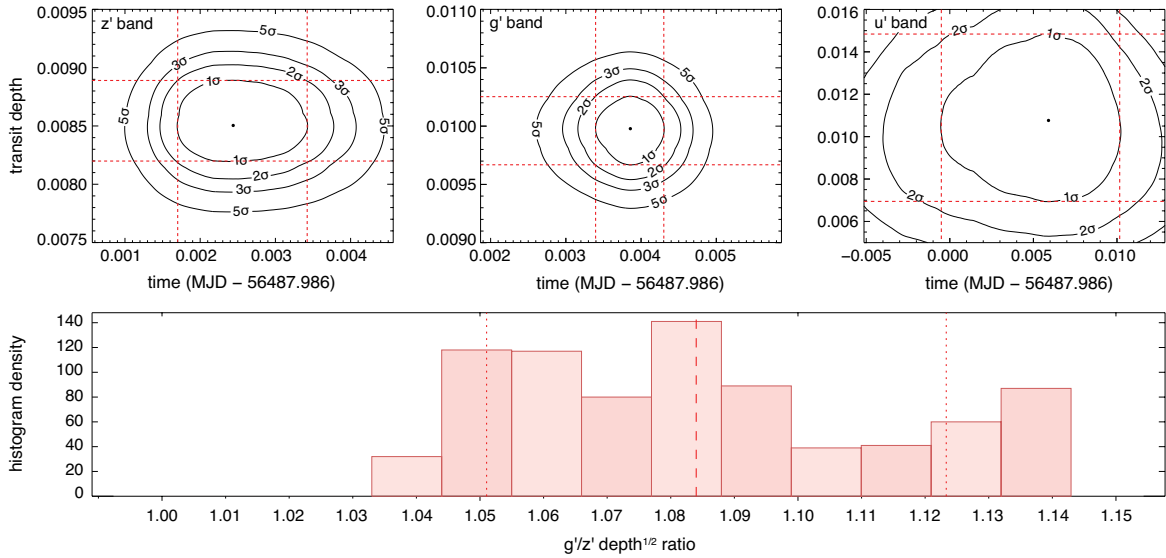 z' band
5σ
3σ
2σ
1σ
3σ
5σ
5σ
1σ
2σ
3σ
5σ
0.0095
0.0090
0.0085
0.0080
0.0075
transit depth
0.001
0.002
0.003
0.004
time (MJD − 56487.986)
g' band
3σ
5σ
2σ
5σ
1σ
2σ
3σ
5σ
0.0110
0.0105
0.0100
0.0095
0.0090
0.002
0.003
0.004
0.005
time (MJD − 56487.986)
u' band
2σ
1σ
2σ
2σ
1σ
2σ
0.016
0.014
0.012
0.010
0.008
0.006
−0.005
0.000
0.005
0.010
time (MJD − 56487.986)
histogram density
140
120
100
80
60
40
20
0
1.00
1.01
1.02
1.03
1.04
1.05
1.06
1.07
1.08
1.09
1.10
1.11
1.12
1.13
1.14
1.15
g'/z' depth^1/2 ratio